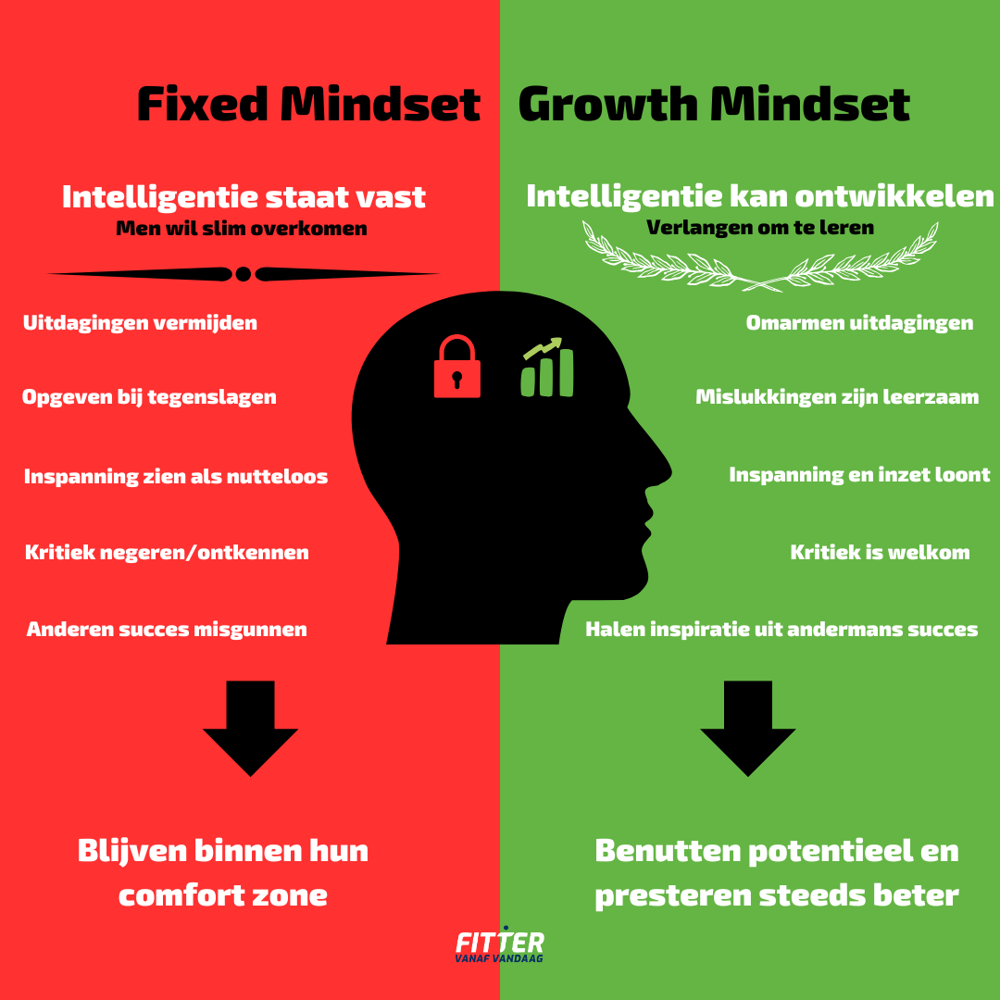 Fixed Mindset
Intelligentie staat vast
Men wil slim overkomen
Uitdagingen vermijden
Opgeven bij tegenslagen
Inspanning zien als nutteloos
Kritiek negeren/ontkennen
Anderen succes misgunnen
Blijven binnen hun
comfort zone
Growth Mindset
Intelligentie kan ontwikkelen
Verlangen om te leren
Omarmen uitdagingen
Mislukkingen zijn leerzaam
Inspanning en inzet loont
Kritiek is welkom
Halen inspiratie uit andermans succes
Benutten potentieel en
presteren steeds beter
FITTER
VANAF VANDAAG